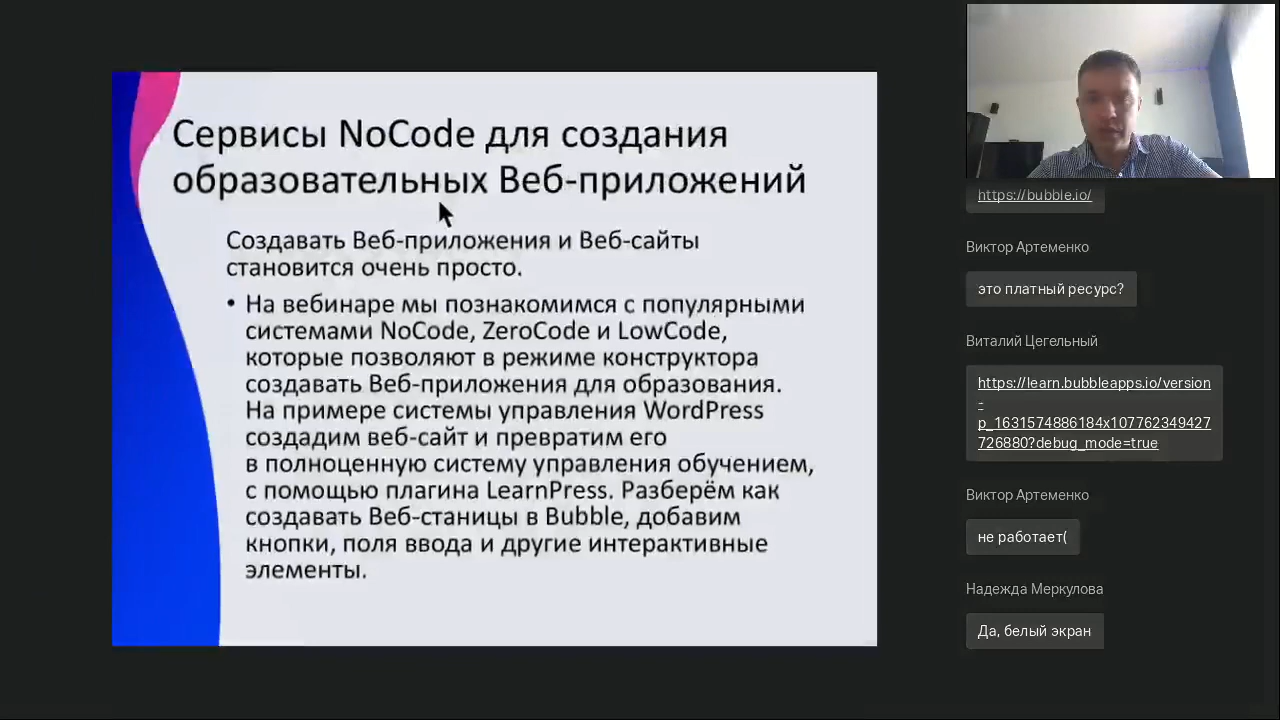 Сервисы NoCode для создания
образовательных Веб-приложений
Создавать Веб-приложения и Веб-сайты
становится очень просто.
• На вебинаре мы познакомимся с популярными
системами NoCode, ZeroCode и LowCode,
которые позволяют в режиме конструктора
создавать Веб-приложения для образования.
На примере системы управления WordPress
создадим веб-сайт и превратим его
в полноценную систему управления обучением,
с помощью плагина LearnPress. Разберём как
создавать Веб-станицы в Bubble, добавим
кнопки, поля ввода и другие интерактивные
элементы.
https://bubble.io/
Виктор Артеменко
это платный ресурс?
Виталий Цегельный
https://learn.bubbleapps.io/version
-
p_1631574886184x107762349427
726880?debug_mode=true
Виктор Артеменко
не работает(
Надежда Меркулова
Да, белый экран